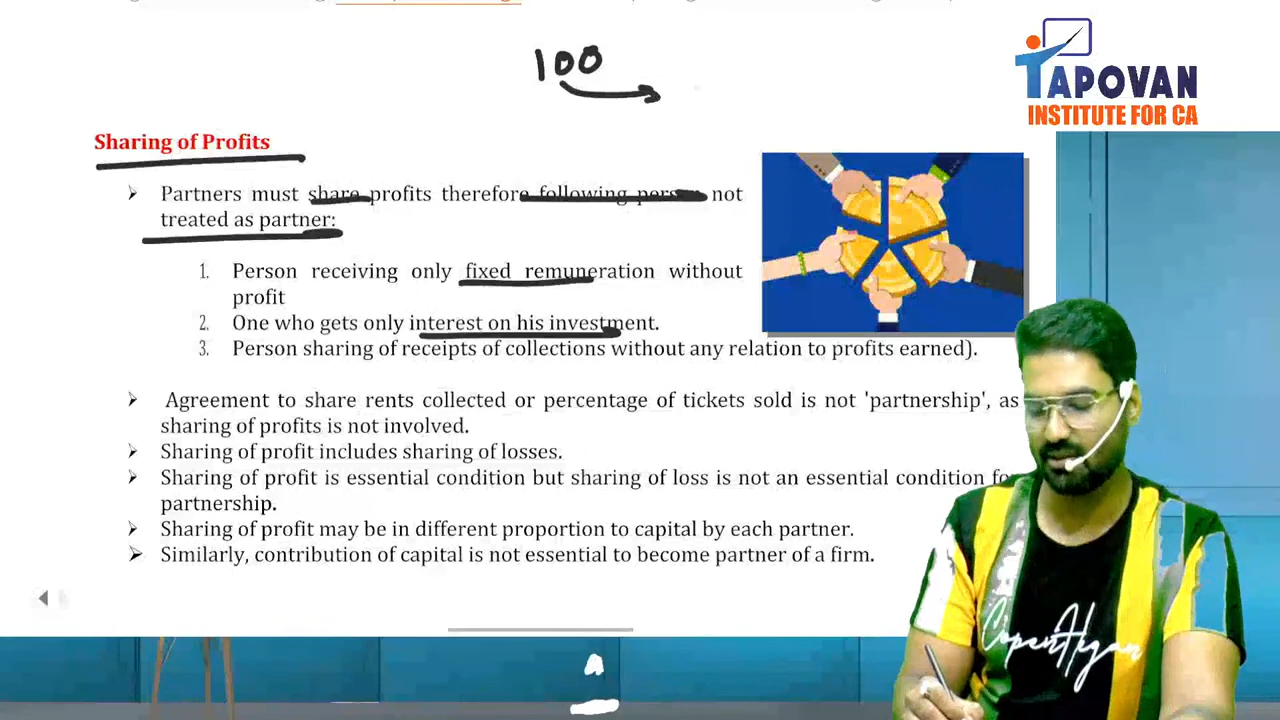 100
TAPOVAN
INSTITUTE FOR CA
Sharing of Profits
➢ Partners must share profits therefore following person not
treated as partner:
1. Person receiving only fixed remuneration without
profit
2. One who gets only interest on his investment.
3. Person sharing of receipts of collections without any relation to profits earned).
➢ Agreement to share rents collected or percentage of tickets sold is not 'partnership', as
sharing of profits is not involved.
➢ Sharing of profit includes sharing of losses.
➢ Sharing of profit is essential condition but sharing of loss is not an essential condition
partnership.
➢ Sharing of profit may be in different proportion to capital by each partner.
➢ Similarly, contribution of capital is not essential to become partner of a firm.
CopenHagan
a